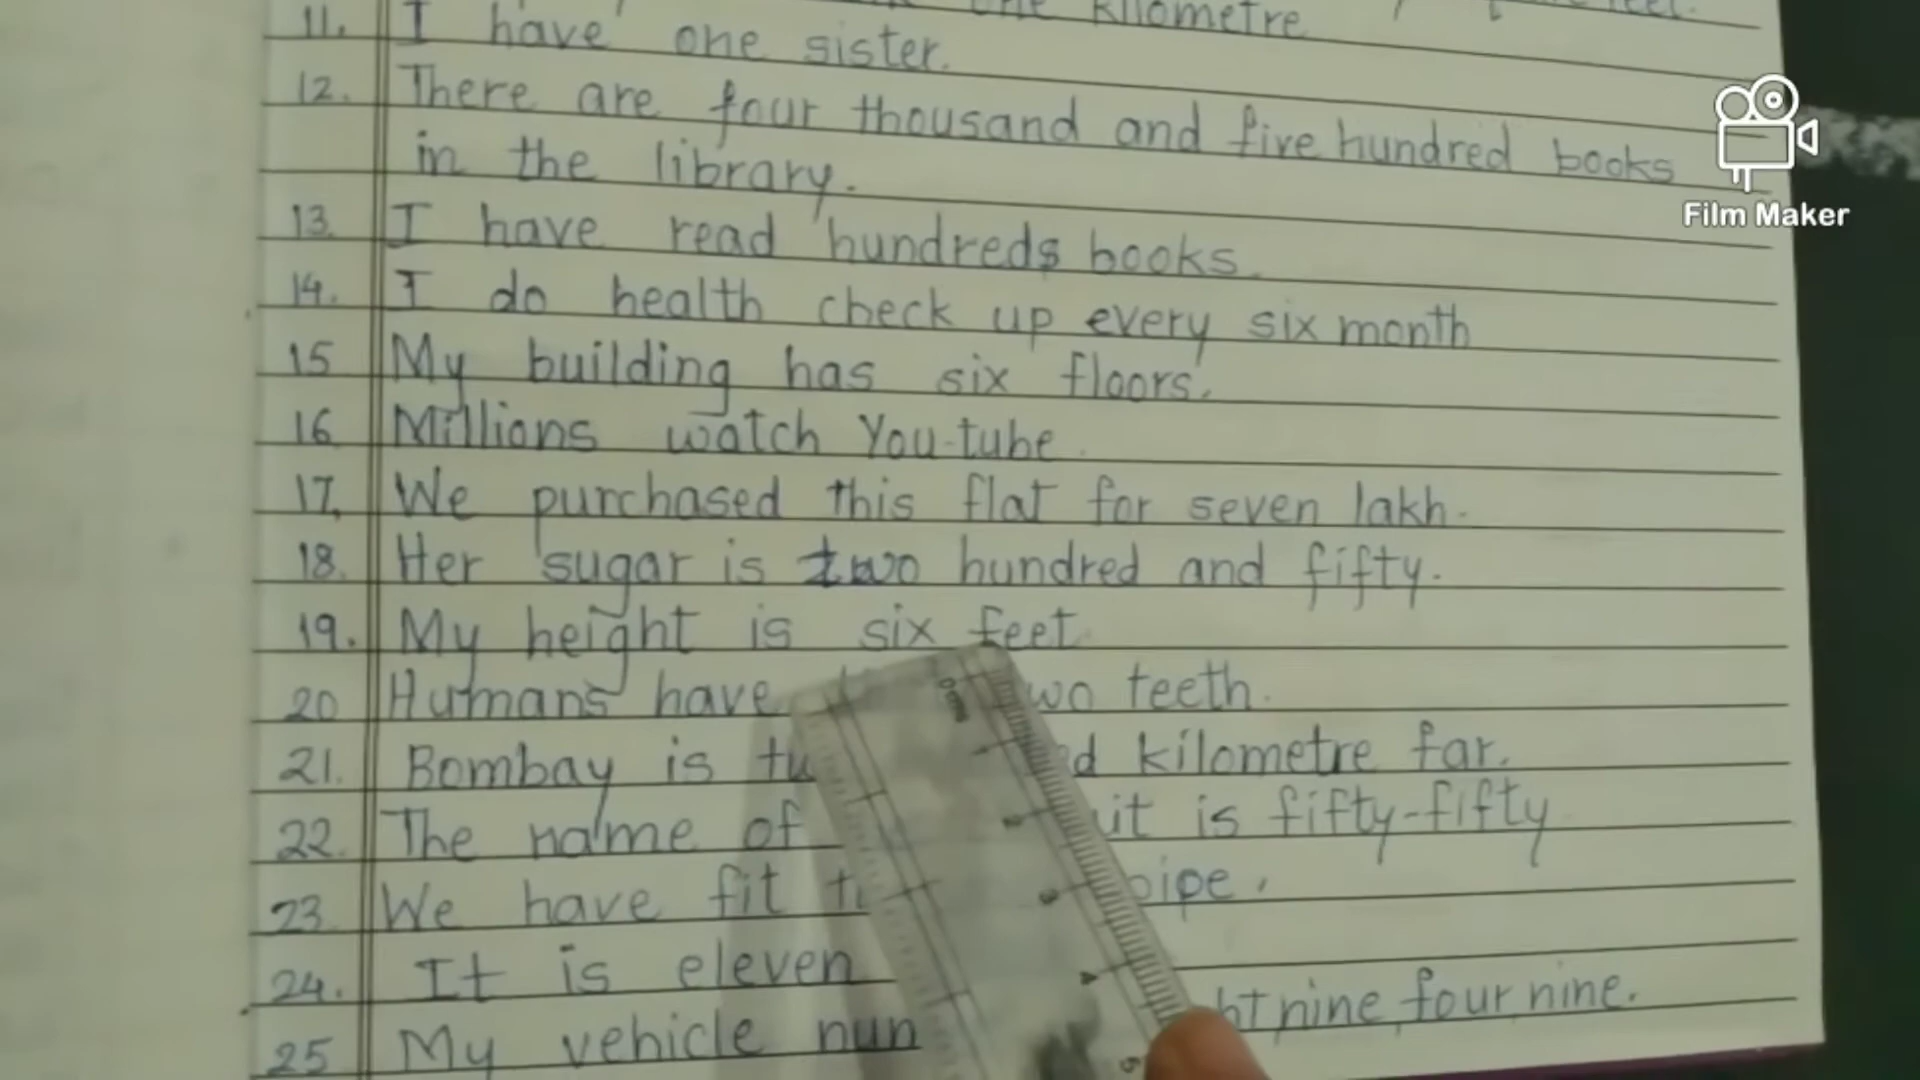 kilometre
11. I have one sister.
12. There are four thousand and five hundred books
in the library.
13. I have read hundreds books.
14. I do health check up every six month
15 My building has six floors.
16 Millions watch You-tube.
17. We purchased this flat for seven lakh.
18. Her sugar is two hundred and fifty.
19. My height is six feet
20 Humans have teeth.
21. Bombay is kilometre far.
22. The name of is fifty-fifty
23. We have fit pipe.
24. It is eleven
25 My vehicle nine four nine.
Film Maker